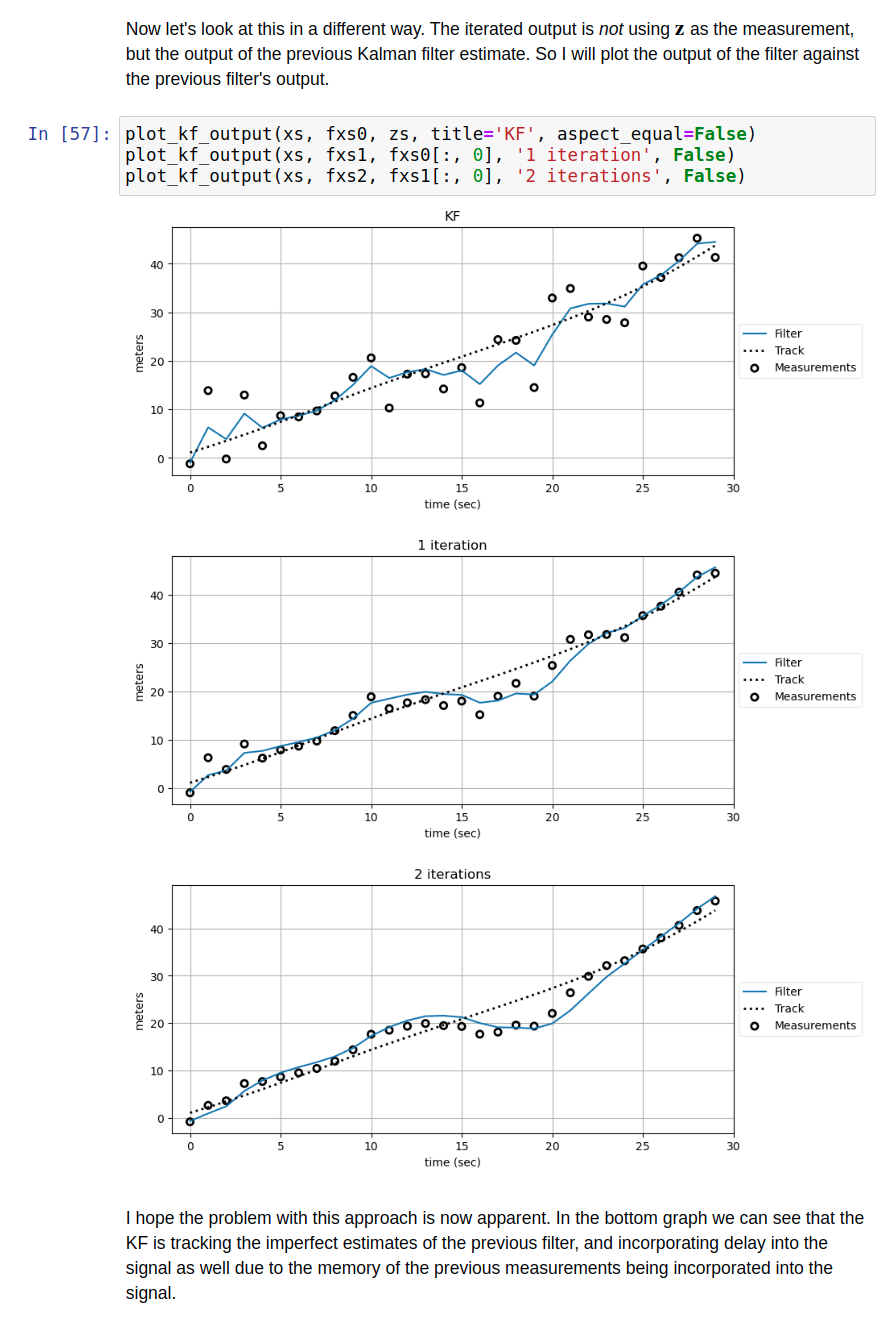 Now let's look at this in a different way. The iterated output is not using z as the measurement,
but the output of the previous Kalman filter estimate. So I will plot the output of the filter against
the previous filter's output.
In [57]: plot_kf_output(xs, fxs0, zs, title='KF', aspect_equal=False)
plot_kf_output(xs, fxs1, fxs0[:, 0], '1 iteration', False)
plot_kf_output(xs, fxs2, fxs1[:, 0], '2 iterations', False)
KF
40
30
20
10
0
meters
0 5 10 15 20 25 30
time (sec)
Filter
Track
Measurements
1 iteration
40
30
20
10
0
meters
0 5 10 15 20 25 30
time (sec)
Filter
Track
Measurements
2 iterations
40
30
20
10
0
meters
0 5 10 15 20 25 30
time (sec)
Filter
Track
Measurements
I hope the problem with this approach is now apparent. In the bottom graph we can see that the
KF is tracking the imperfect estimates of the previous filter, and incorporating delay into the
signal as well due to the memory of the previous measurements being incorporated into the
signal.